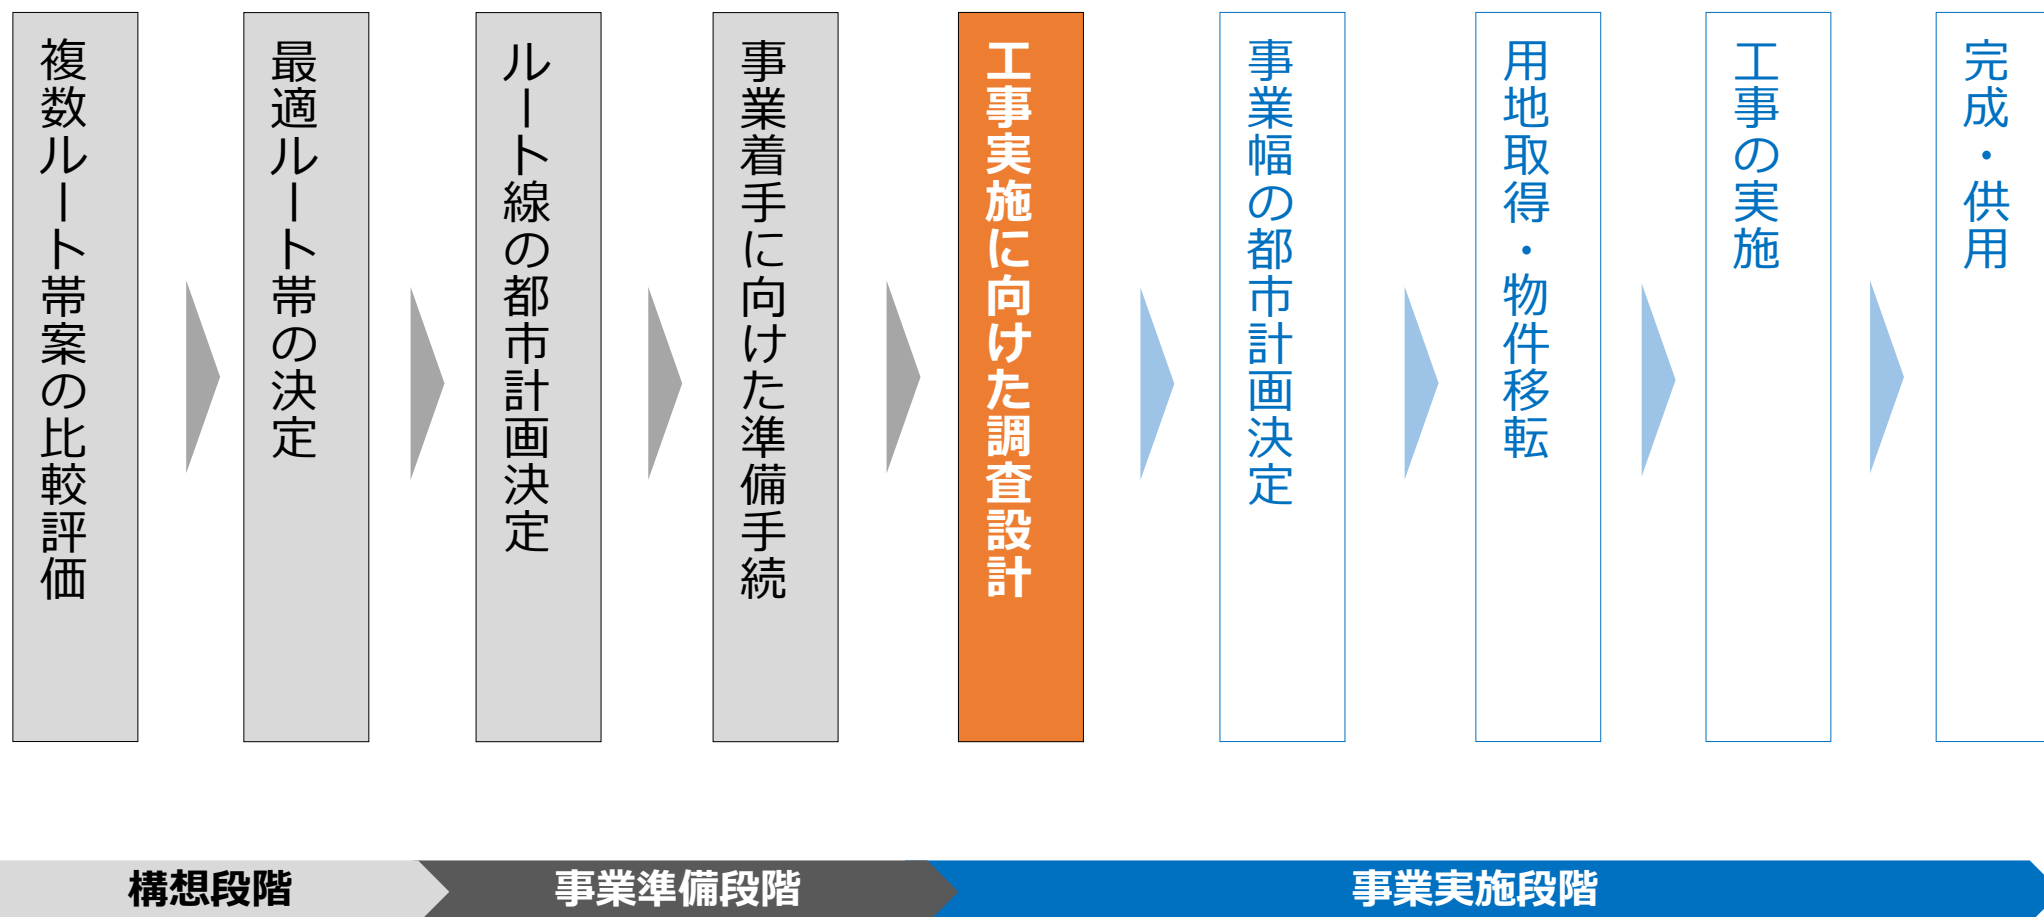 複数ルート帯案の比較評価
最適ルート帯の決定
ルート線の都市計画決定
事業着手に向けた準備手続
工事実施に向けた調査設計
事業幅の都市計画決定
用地取得・物件移転
工事の実施
完成・供用
構想段階
事業準備段階
事業実施段階